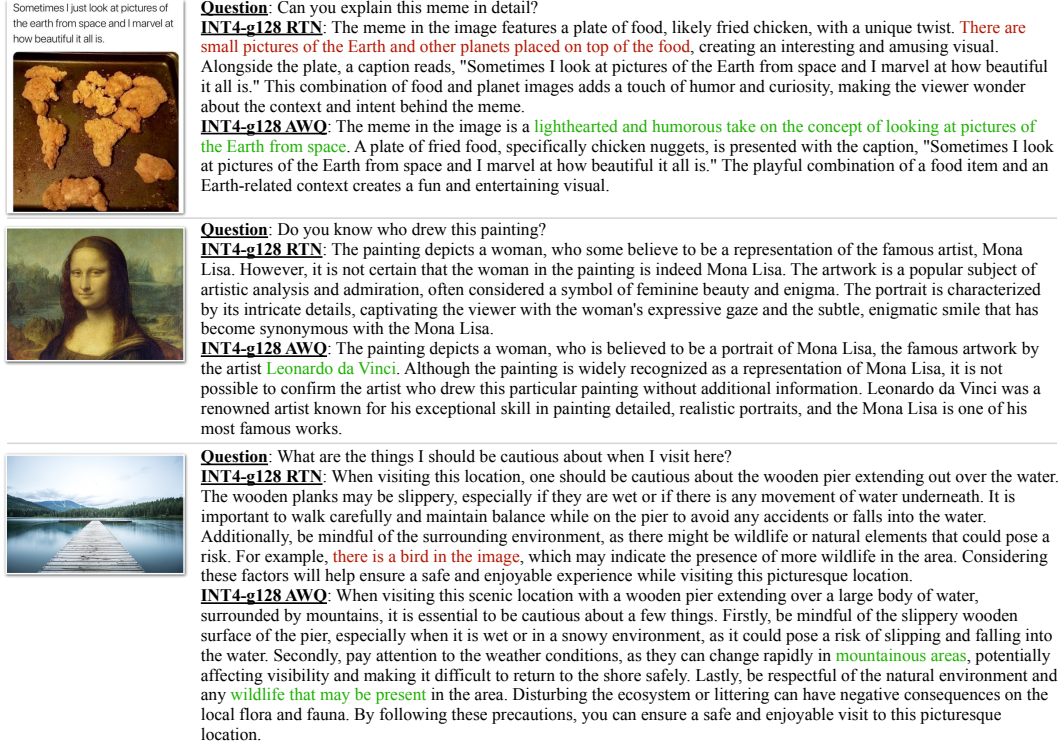 Sometimes I just look at pictures of
the earth from space and I marvel at
how beautiful it all is.
Question: Can you explain this meme in detail?
INT4-g128 RTN: The meme in the image features a plate of food, likely fried chicken, with a unique twist. There are
small pictures of the Earth and other planets placed on top of the food, creating an interesting and amusing visual.
Alongside the plate, a caption reads, "Sometimes I look at pictures of the Earth from space and I marvel at how beautiful
it all is." This combination of food and planet images adds a touch of humor and curiosity, making the viewer wonder
about the context and intent behind the meme.
INT4-g128 AWQ: The meme in the image is a lighthearted and humorous take on the concept of looking at pictures of
the Earth from space. A plate of fried food, specifically chicken nuggets, is presented with the caption, "Sometimes I look
at pictures of the Earth from space and I marvel at how beautiful it all is." The playful combination of a food item and an
Earth-related context creates a fun and entertaining visual.
Question: Do you know who drew this painting?
INT4-g128 RTN: The painting depicts a woman, who some believe to be a representation of the famous artist, Mona
Lisa. However, it is not certain that the woman in the painting is indeed Mona Lisa. The artwork is a popular subject of
artistic analysis and admiration, often considered a symbol of feminine beauty and enigma. The portrait is characterized
by its intricate details, captivating the viewer with the woman's expressive gaze and the subtle, enigmatic smile that has
become synonymous with the Mona Lisa.
INT4-g128 AWQ: The painting depicts a woman, who is believed to be a portrait of Mona Lisa, the famous artwork by
the artist Leonardo da Vinci. Although the painting is widely recognized as a representation of Mona Lisa, it is not
possible to confirm the artist who drew this particular painting without additional information. Leonardo da Vinci was a
renowned artist known for his exceptional skill in painting detailed, realistic portraits, and the Mona Lisa is one of his
most famous works.
Question: What are the things I should be cautious about when I visit here?
INT4-g128 RTN: When visiting this location, one should be cautious about the wooden pier extending out over the water.
The wooden planks may be slippery, especially if they are wet or if there is any movement of water underneath. It is
important to walk carefully and maintain balance while on the pier to avoid any accidents or falls into the water.
Additionally, be mindful of the surrounding environment, as there might be wildlife or natural elements that could pose a
risk. For example, there is a bird in the image, which may indicate the presence of more wildlife in the area. Considering
these factors will help ensure a safe and enjoyable experience while visiting this picturesque location.
INT4-g128 AWQ: When visiting this scenic location with a wooden pier extending over a large body of water,
surrounded by mountains, it is essential to be cautious about a few things. Firstly, be mindful of the slippery wooden
surface of the pier, especially when it is wet or in a snowy environment, as it could pose a risk of slipping and falling into
the water. Secondly, pay attention to the weather conditions, as they can change rapidly in mountainous areas, potentially
affecting visibility and making it difficult to return to the shore safely. Lastly, be respectful of the natural environment and
any wildlife that may be present in the area. Disturbing the ecosystem or littering can have negative consequences on the
local flora and fauna. By following these precautions, you can ensure a safe and enjoyable visit to this picturesque
location.